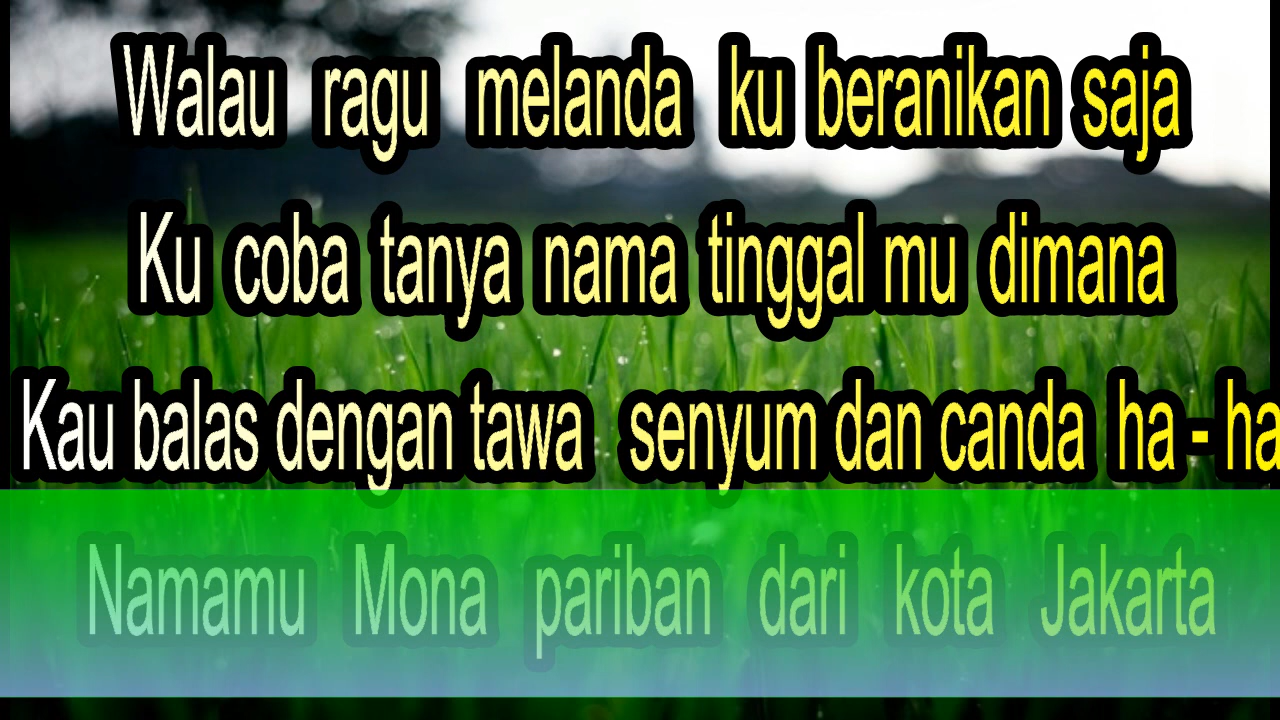 Walau ragu melanda ku beranikan saja
Ku coba tanya nama tinggal mu dimana
Kau balas dengan tawa senyum dan canda ha - ha
Namamu Mona pariban dari kota Jakarta